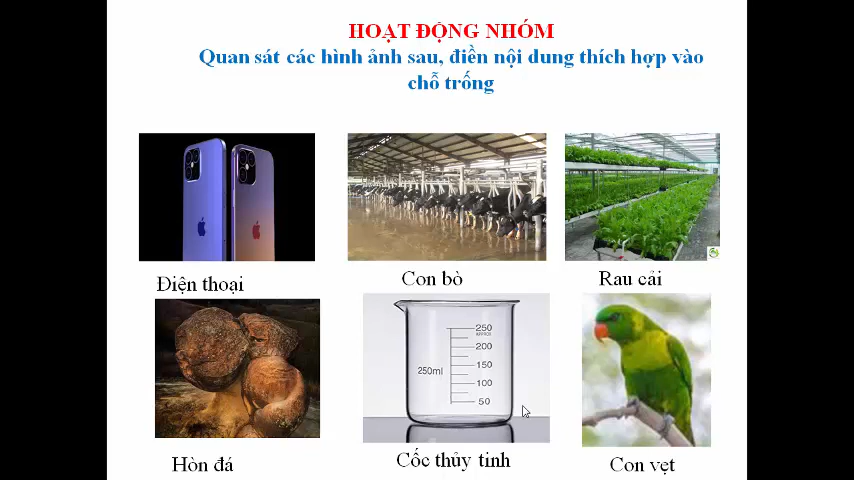 HOẠT ĐỘNG NHÓM
Quan sát các hình ảnh sau, điền nội dung thích hợp vào
chỗ trống
Điện thoại
Con bò
Rau cải
250
APPROX
200
150
250ml
100
50
Hòn đá
Cốc thủy tinh
Con vẹt